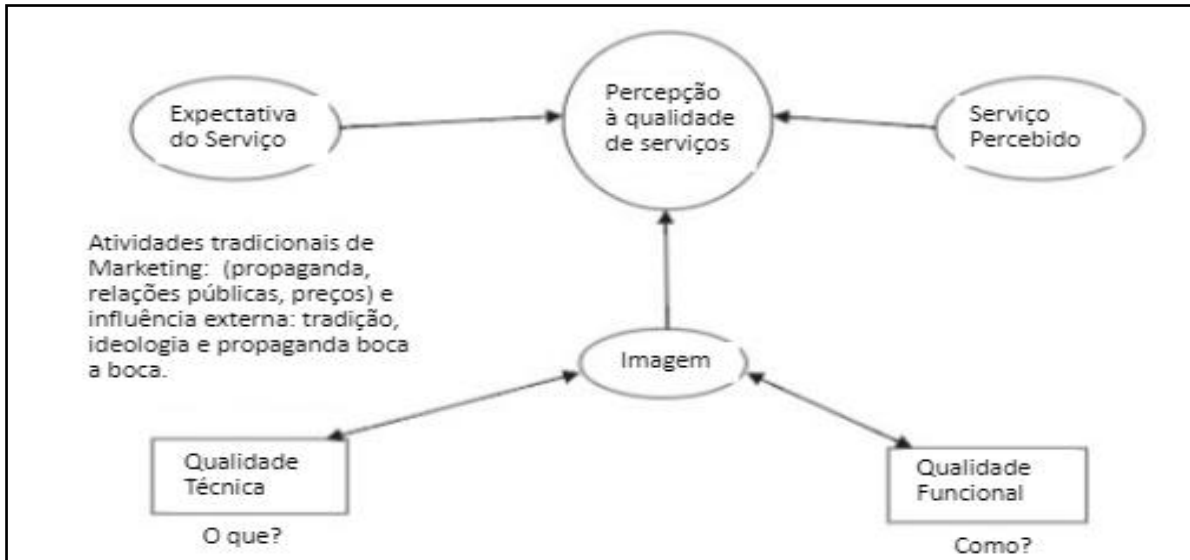 Expectativa
do Serviço
Percepção
à qualidade
de serviços
Serviço
Percebido
Atividades tradicionais de
Marketing:  (propaganda,
relações públicas, preços) e
influência externa: tradição,
ideologia e propaganda boca
a boca.
Imagem
Qualidade
Técnica
O que?
Qualidade
Funcional
Como?